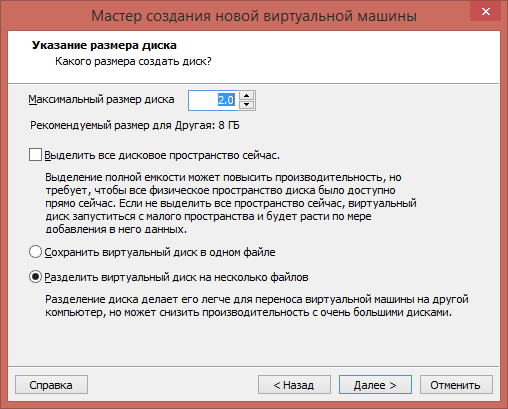 Мастер создания новой виртуальной машины
Указание размера диска
Какого размера создать диск?
Максимальный размер диска 2.0
Рекомендуемый размер для Другая: 8 ГБ
Выделить все дисковое пространство сейчас.
Выделение полной емкости может повысить производительность, но
требует, чтобы все физическое пространство диска было доступно
прямо сейчас. Если не выделить все пространство сейчас, виртуальный
диск запуститься с малого пространства и будет расти по мере
добавления в него данных.
Сохранить виртуальный диск в одном файле
Разделить виртуальный диск на несколько файлов
Разделение диска делает его легче для переноса виртуальной машины на другой
компьютер, но может снизить производительность с очень большими дисками.
Справка < Назад Далее > Отменить